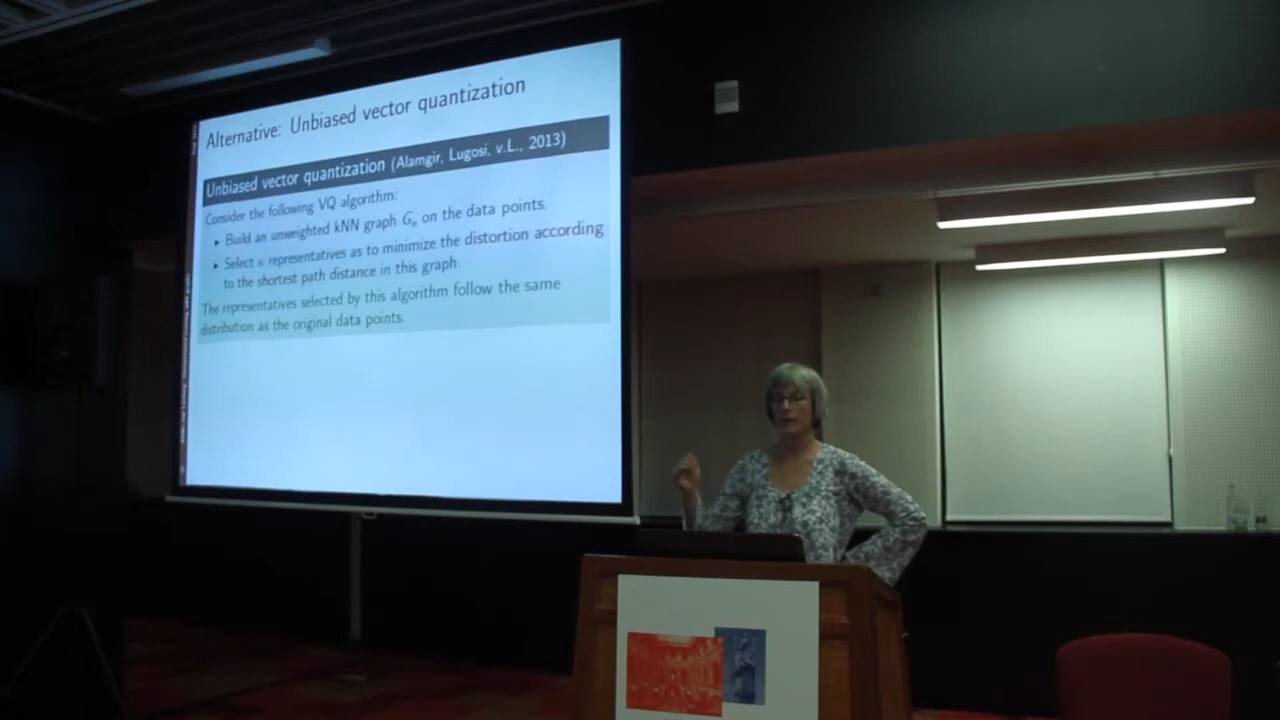 Alternative: Unbiased vector quantization
Unbiased vector quantization (Alamgir, Lugosi, v.L., 2013)
Consider the following VQ algorithm:
▸ Build an unweighted kNN graph Gₙ on the data points.
▸ Select κ representatives as to minimize the distortion according
to the shortest path distance in this graph.
The representatives selected by this algorithm follow the same
distribution as the original data points.